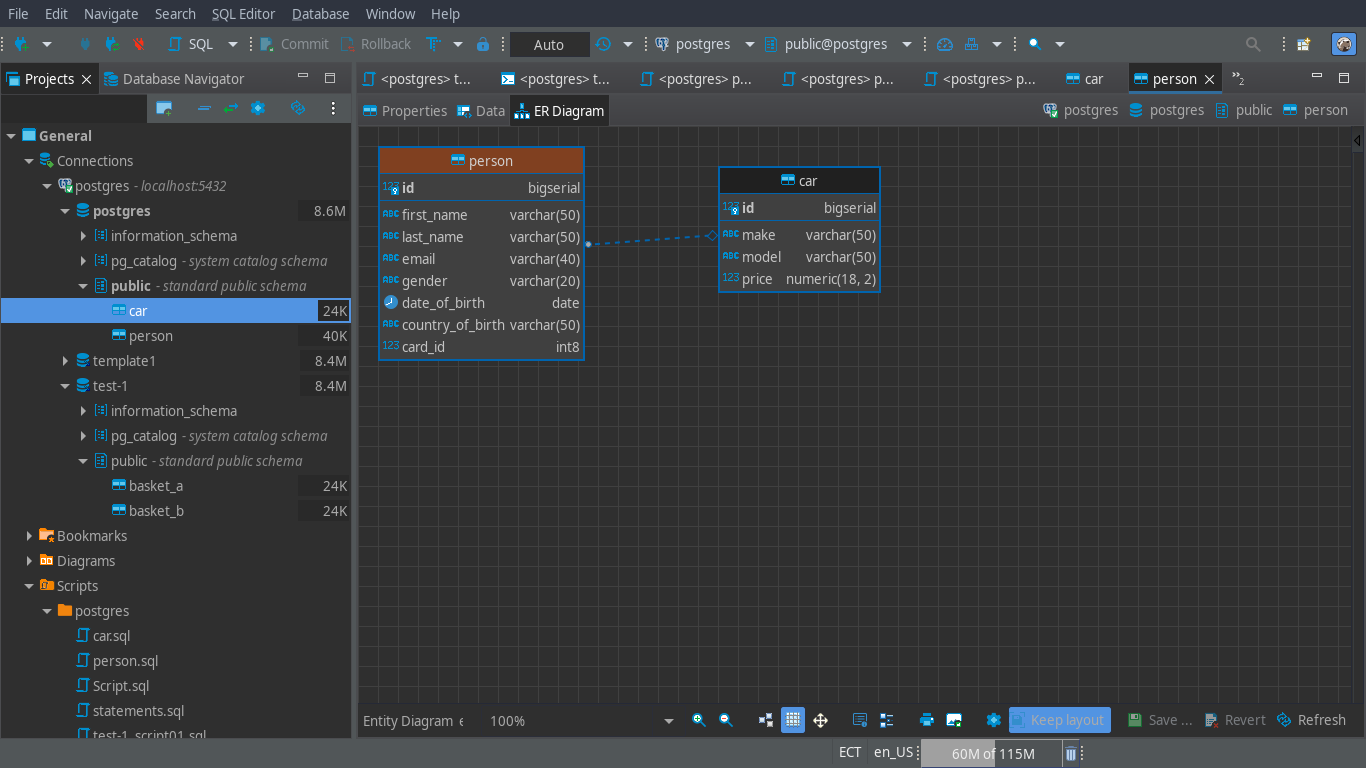 File Edit Navigate Search SQL Editor Database Window Help
SQL Commit Rollback Auto postgres public@postgres
Projects Database Navigator
<postgres> t... <postgres> t... <postgres> p... <postgres> p... <postgres> p... car person »2
Properties Data ER Diagram postgres postgres public person
General
Connections
postgres - localhost:5432
postgres 8.6M
information_schema
pg_catalog - system catalog schema
public - standard public schema
car 24K
person 40K
template1 8.4M
test-1 8.4M
information_schema
pg_catalog - system catalog schema
public - standard public schema
basket_a 24K
basket_b 24K
Bookmarks
Diagrams
Scripts
postgres
car.sql
person.sql
Script.sql
statements.sql
test-1_script01.sql
person
123 id bigserial
ABC first_name varchar(50)
ABC last_name varchar(50)
ABC email varchar(40)
ABC gender varchar(20)
date_of_birth date
ABC country_of_birth varchar(50)
123 card_id int8
car
123 id bigserial
ABC make varchar(50)
ABC model varchar(50)
123 price numeric(18, 2)
Entity Diagram 100% Keep layout Save ... Revert Refresh
ECT en_US 60M of 115M